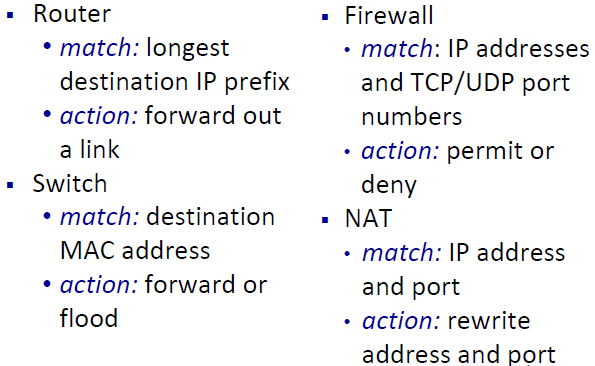 ▪ Router
• match: longest
destination IP prefix
• action: forward out
a link
▪ Switch
• match: destination
MAC address
• action: forward or
flood
▪ Firewall
• match: IP addresses
and TCP/UDP port
numbers
• action: permit or
deny
▪ NAT
• match: IP address
and port
• action: rewrite
address and port